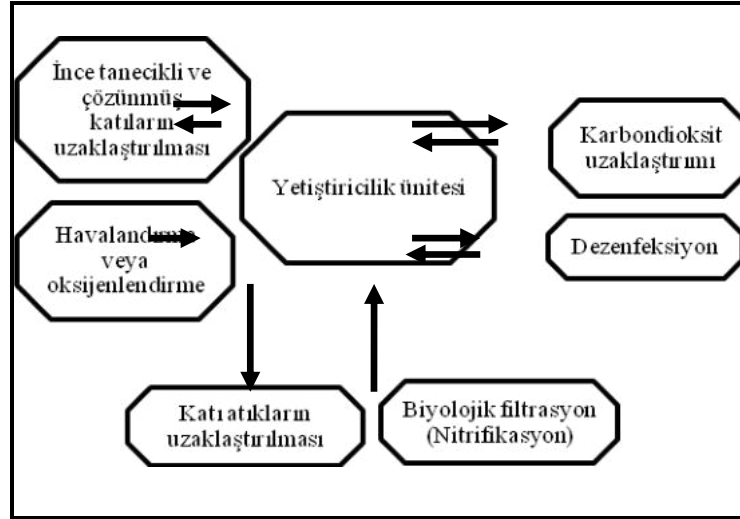 İnce tanecikli ve
çözünmüş
katıların
uzaklaştırılması
Yetiştiricilik ünitesi
Karbondioksit
uzaklaştırımı
Havalandırma
veya
oksijenlendirme
Dezenfeksiyon
Katı atıkların
uzaklaştırılması
Biyolojik filtrasyon
(Nitrifikasyon)